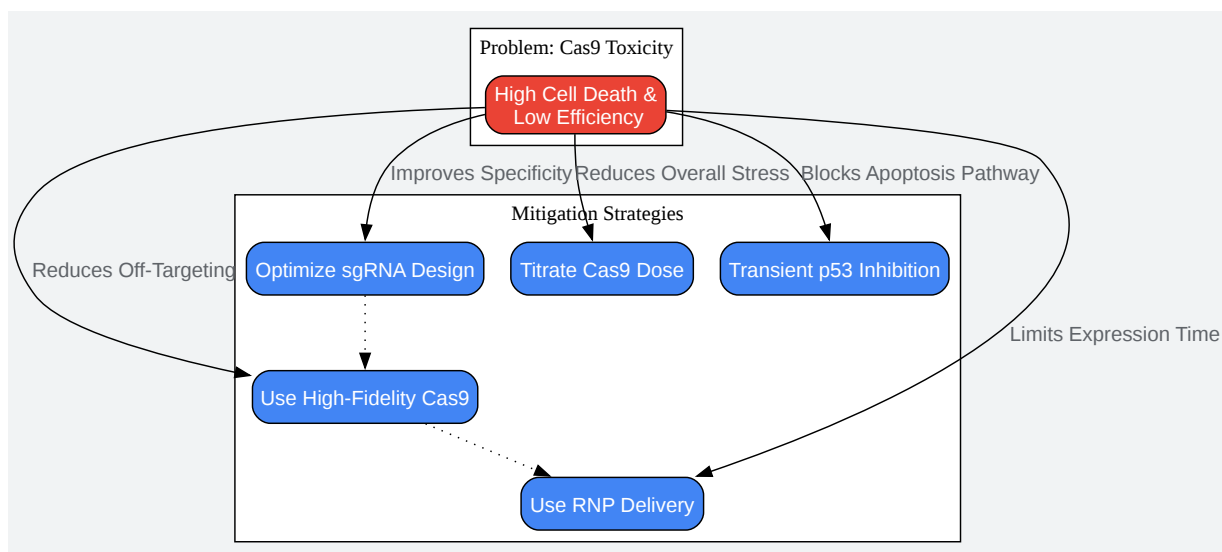 Problem: Cas9 Toxicity
High Cell Death &
Low Efficiency
Improves Specificity
Reduces Overall Stress
Blocks Apoptosis Pathway
Mitigation Strategies
Reduces Off-Targeting
Optimize sgRNA Design
Titrate Cas9 Dose
Transient p53 Inhibition
Limits Expression Time
Use High-Fidelity Cas9
Use RNP Delivery